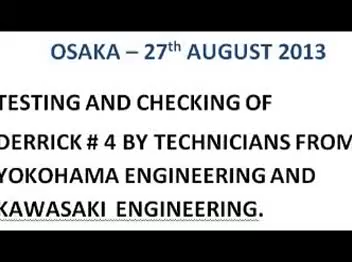 OSAKA – 27th AUGUST 2013
TESTING AND CHECKING OF
DERRICK # 4 BY TECHNICIANS FROM
YOKOHAMA ENGINEERING AND
KAWASAKI ENGINEERING.